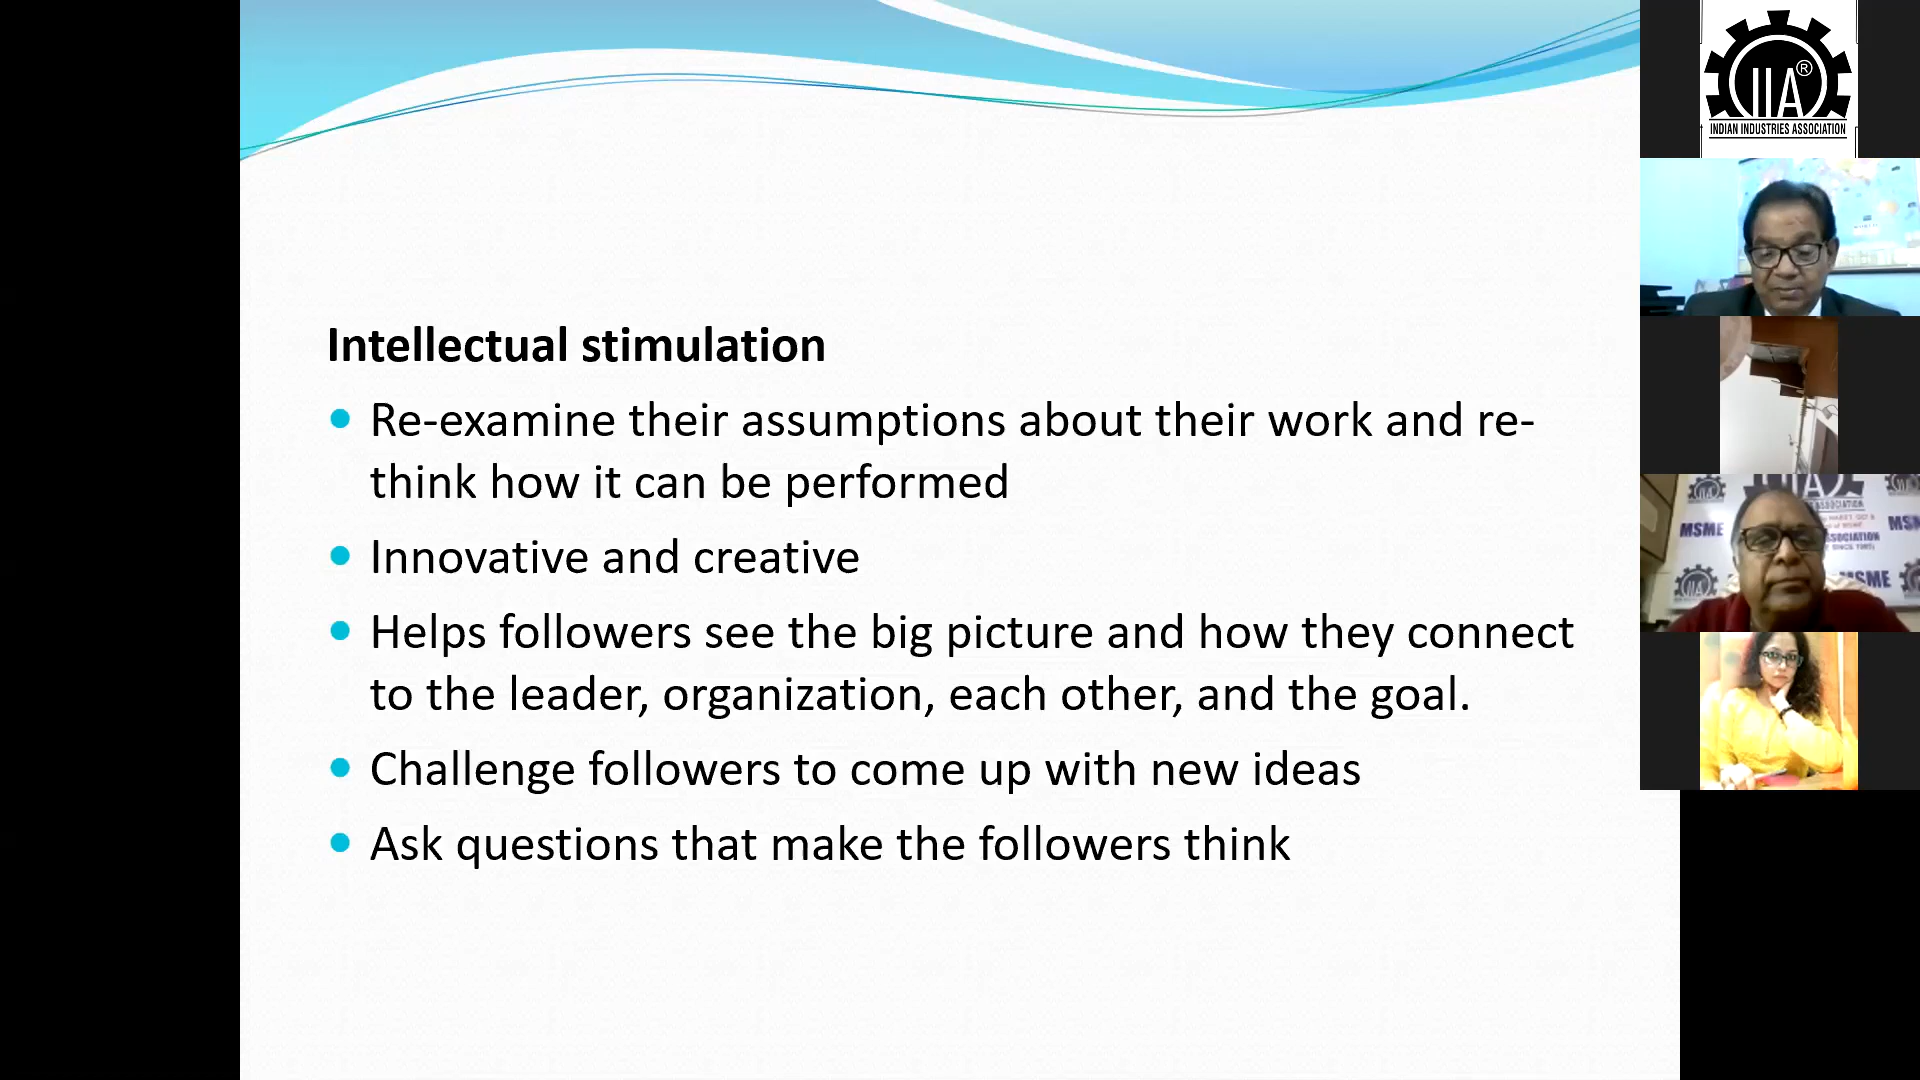 Intellectual stimulation
Re-examine their assumptions about their work and re-
think how it can be performed
Innovative and creative
Helps followers see the big picture and how they connect
to the leader, organization, each other, and the goal.
Challenge followers to come up with new ideas
Ask questions that make the followers think
IIA®
INDIAN INDUSTRIES ASSOCIATION
IIA
ASSOCIATION
MSME
MSME